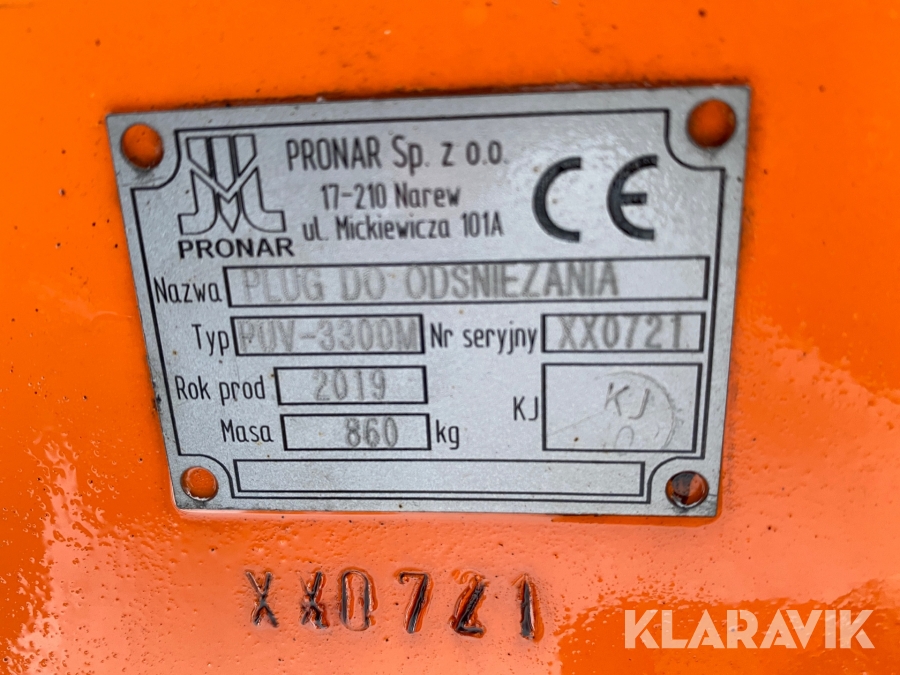 PRONAR Sp. z o.o.
17-210 Narew
ul. Mickiewicza 101A
CE
PRONAR
Nazwa PLUG DO ODSNIEZANIA
Typ PUV-3300M Nr seryjny XX0721
Rok prod 2019
KJ KJ
Masa 860 kg
XX0721
KLARAVIK